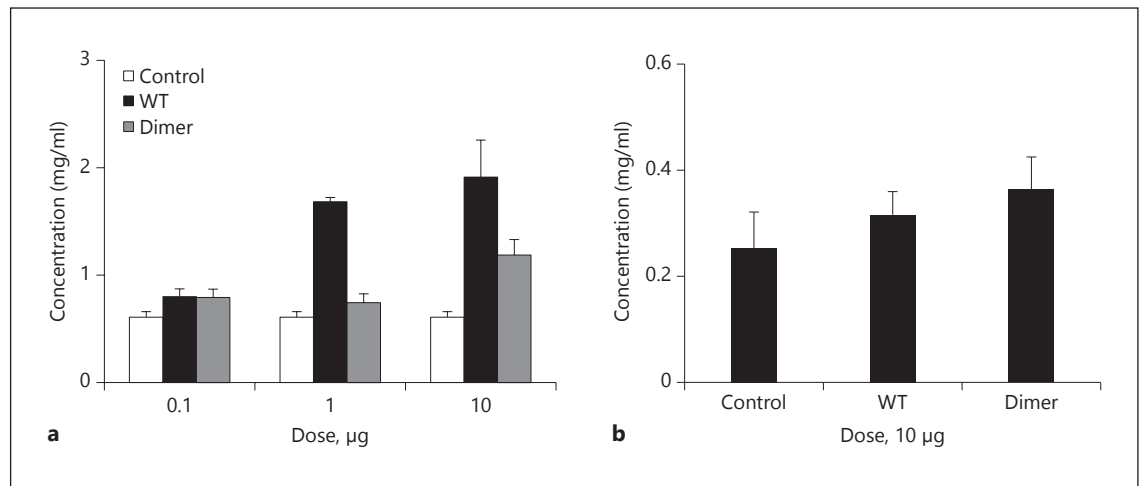 3
2
1
0
Concentration (mg/ml)
Control
WT
Dimer
0.1 1 10
Dose, µg
a
0.6
0.4
0.2
0
Concentration (mg/ml)
Control WT Dimer
Dose, 10 µg
b